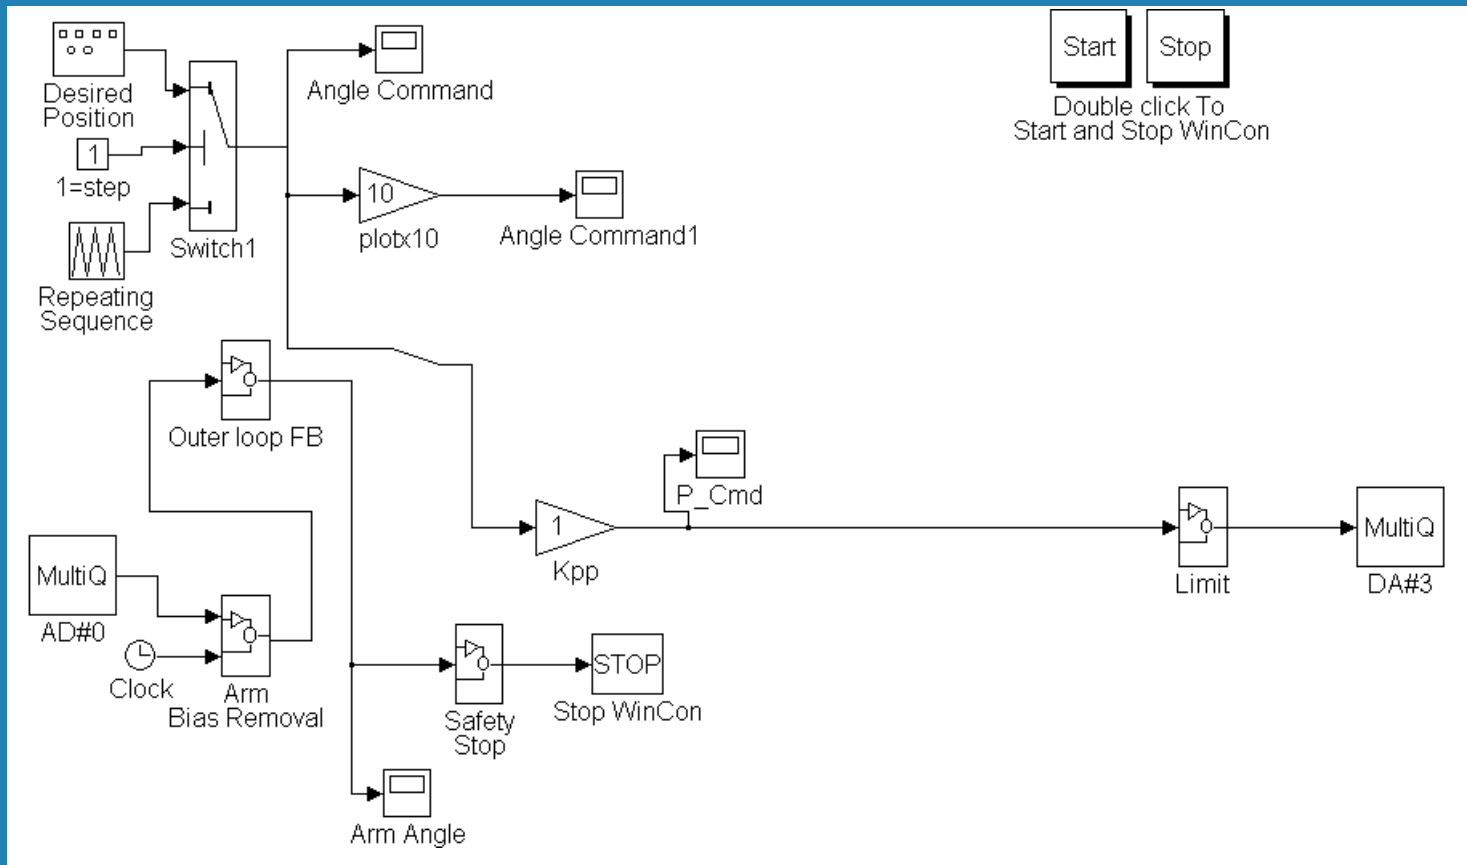 Start
Stop
Double click To
Start and Stop WinCon
Desired
Position
Angle Command
1
1=step
10
plotx10
Angle Command1
Switch1
Repeating
Sequence
Outer loop FB
P_Cmd
1
Kpp
Limit
MultiQ
DA#3
MultiQ
AD#0
Clock
Arm
Bias Removal
Safety
Stop
STOP
Stop WinCon
Arm Angle